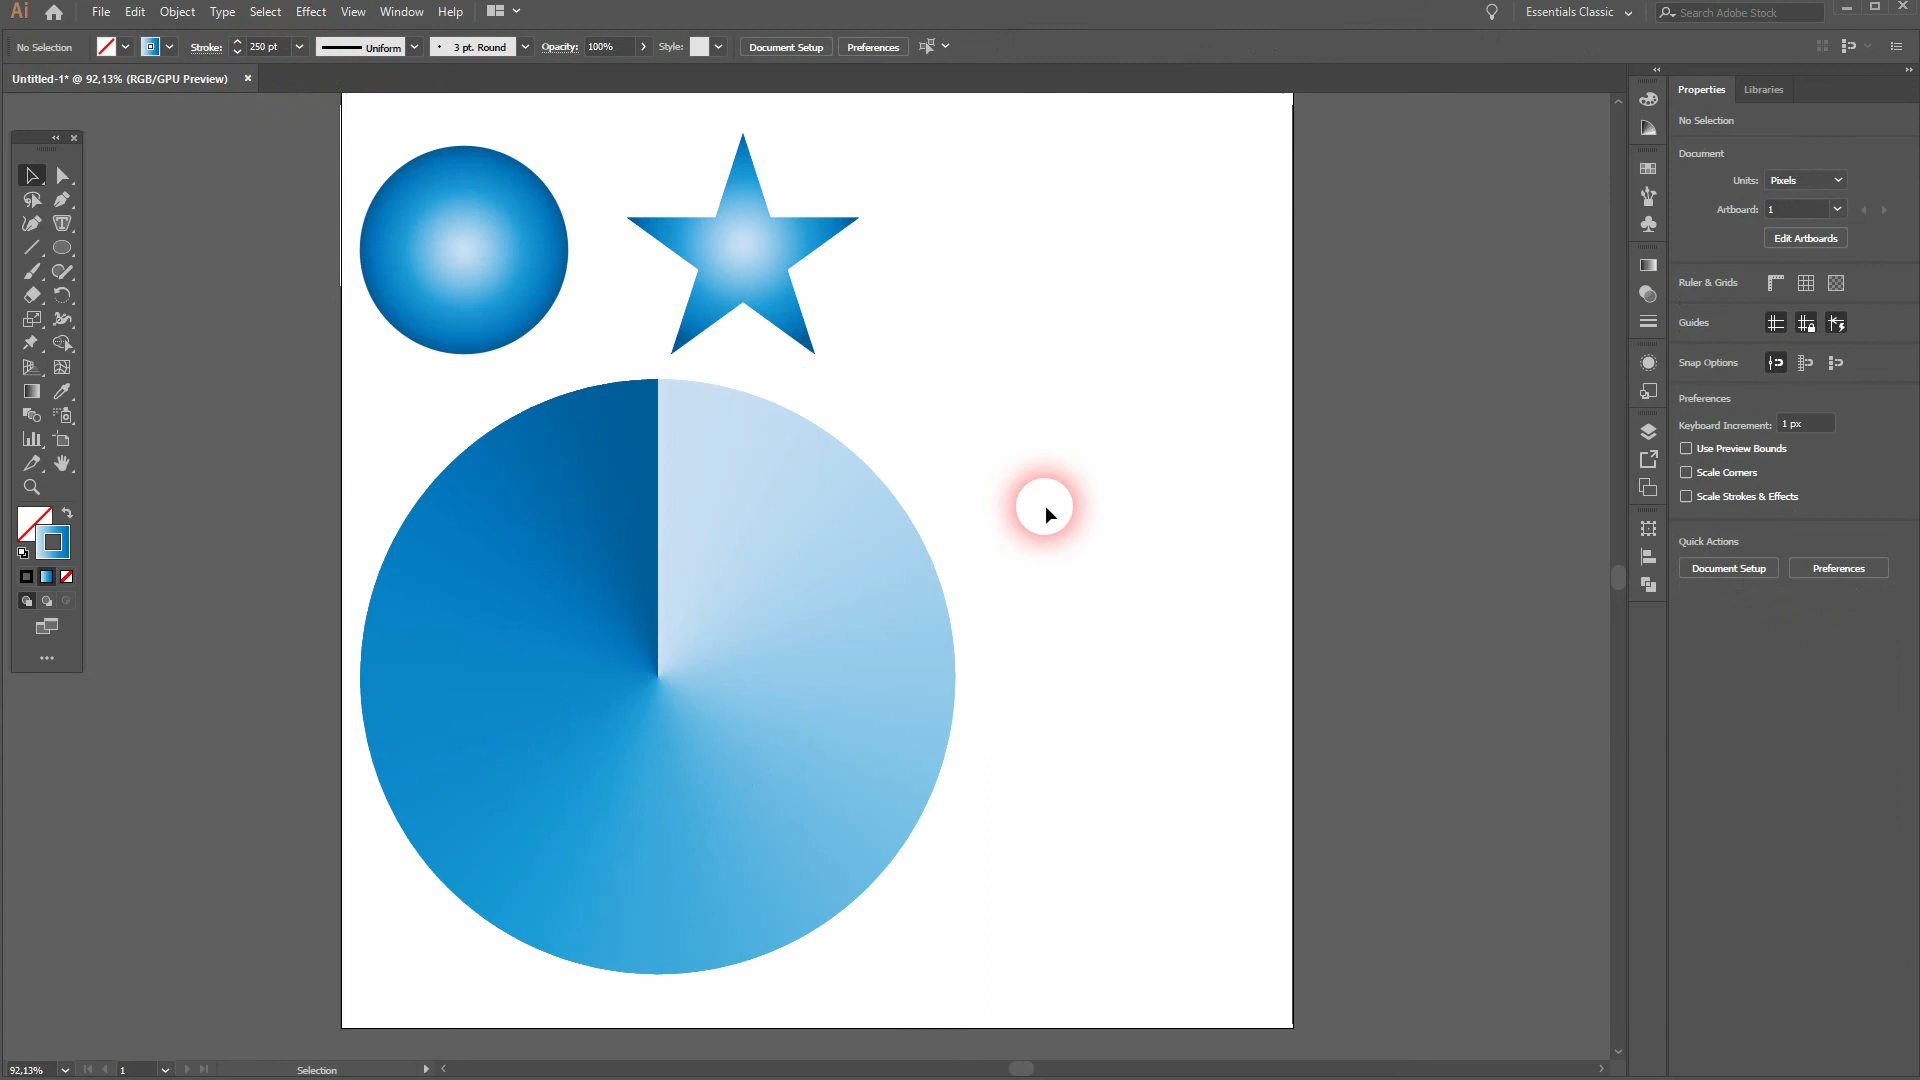 Ai File Edit Object Type Select Effect View Window Help Essentials Classic Search Adobe Stock
No Selection Stroke: 250 pt Uniform 3 pt. Round Opacity: 100% Style: Document Setup Preferences
Untitled-1* @ 92,13% (RGB/GPU Preview)
Properties Libraries
No Selection
Document
Units: Pixels
Artboard: 1
Edit Artboards
Ruler & Grids
Guides
Snap Options
Preferences
Keyboard Increment: 1 px
Use Preview Bounds
Scale Corners
Scale Strokes & Effects
Quick Actions
Document Setup Preferences
92,13% 1 Selection